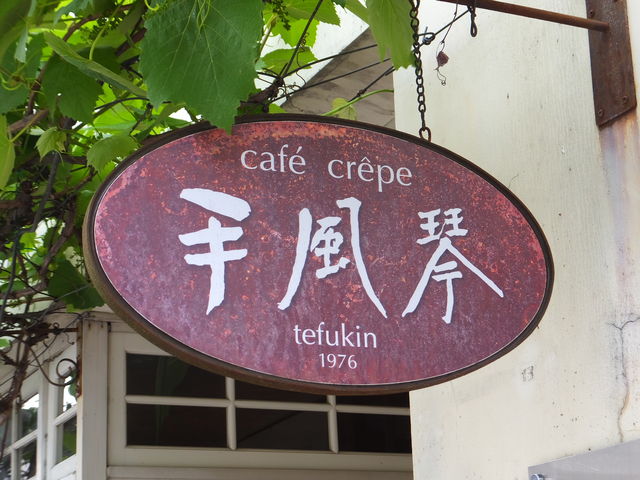 café crêpe
手風琴
tefukin
1976